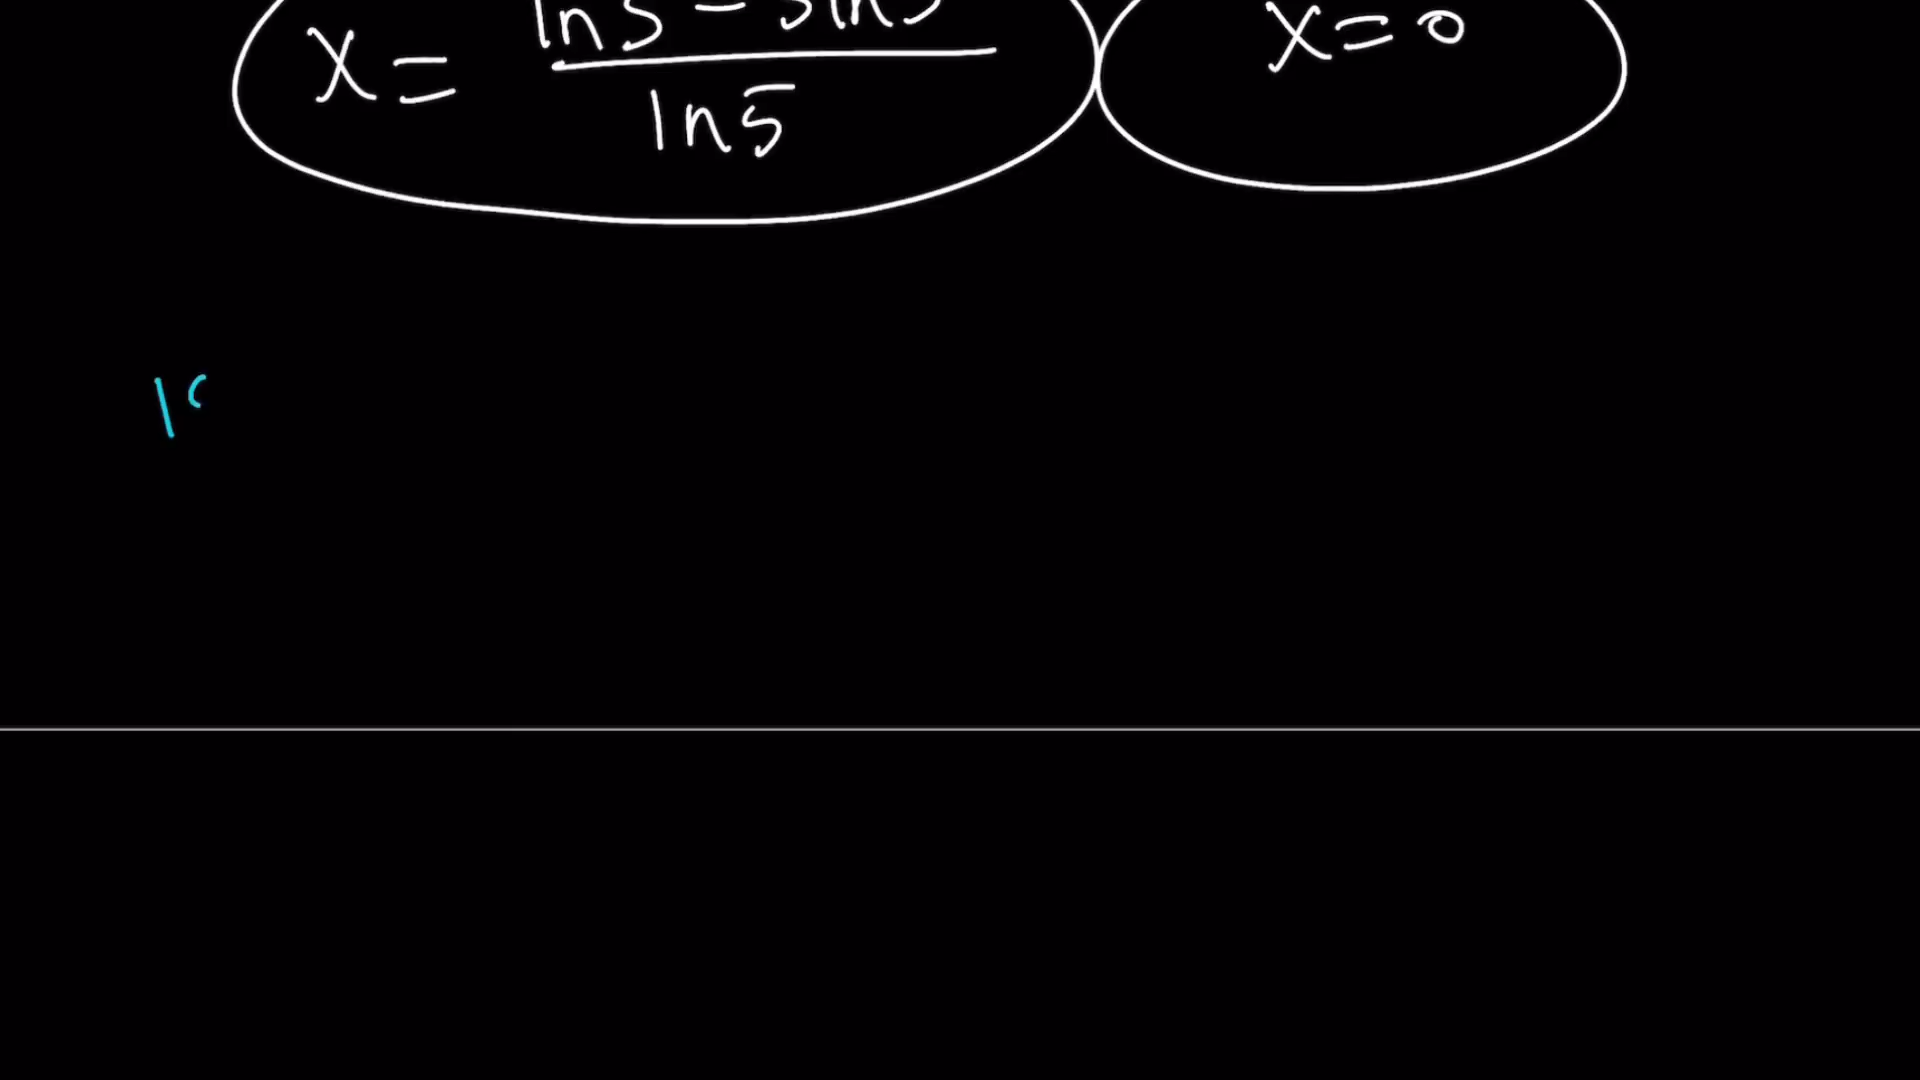 x = ln5 - 3ln3 / ln5 x = 0